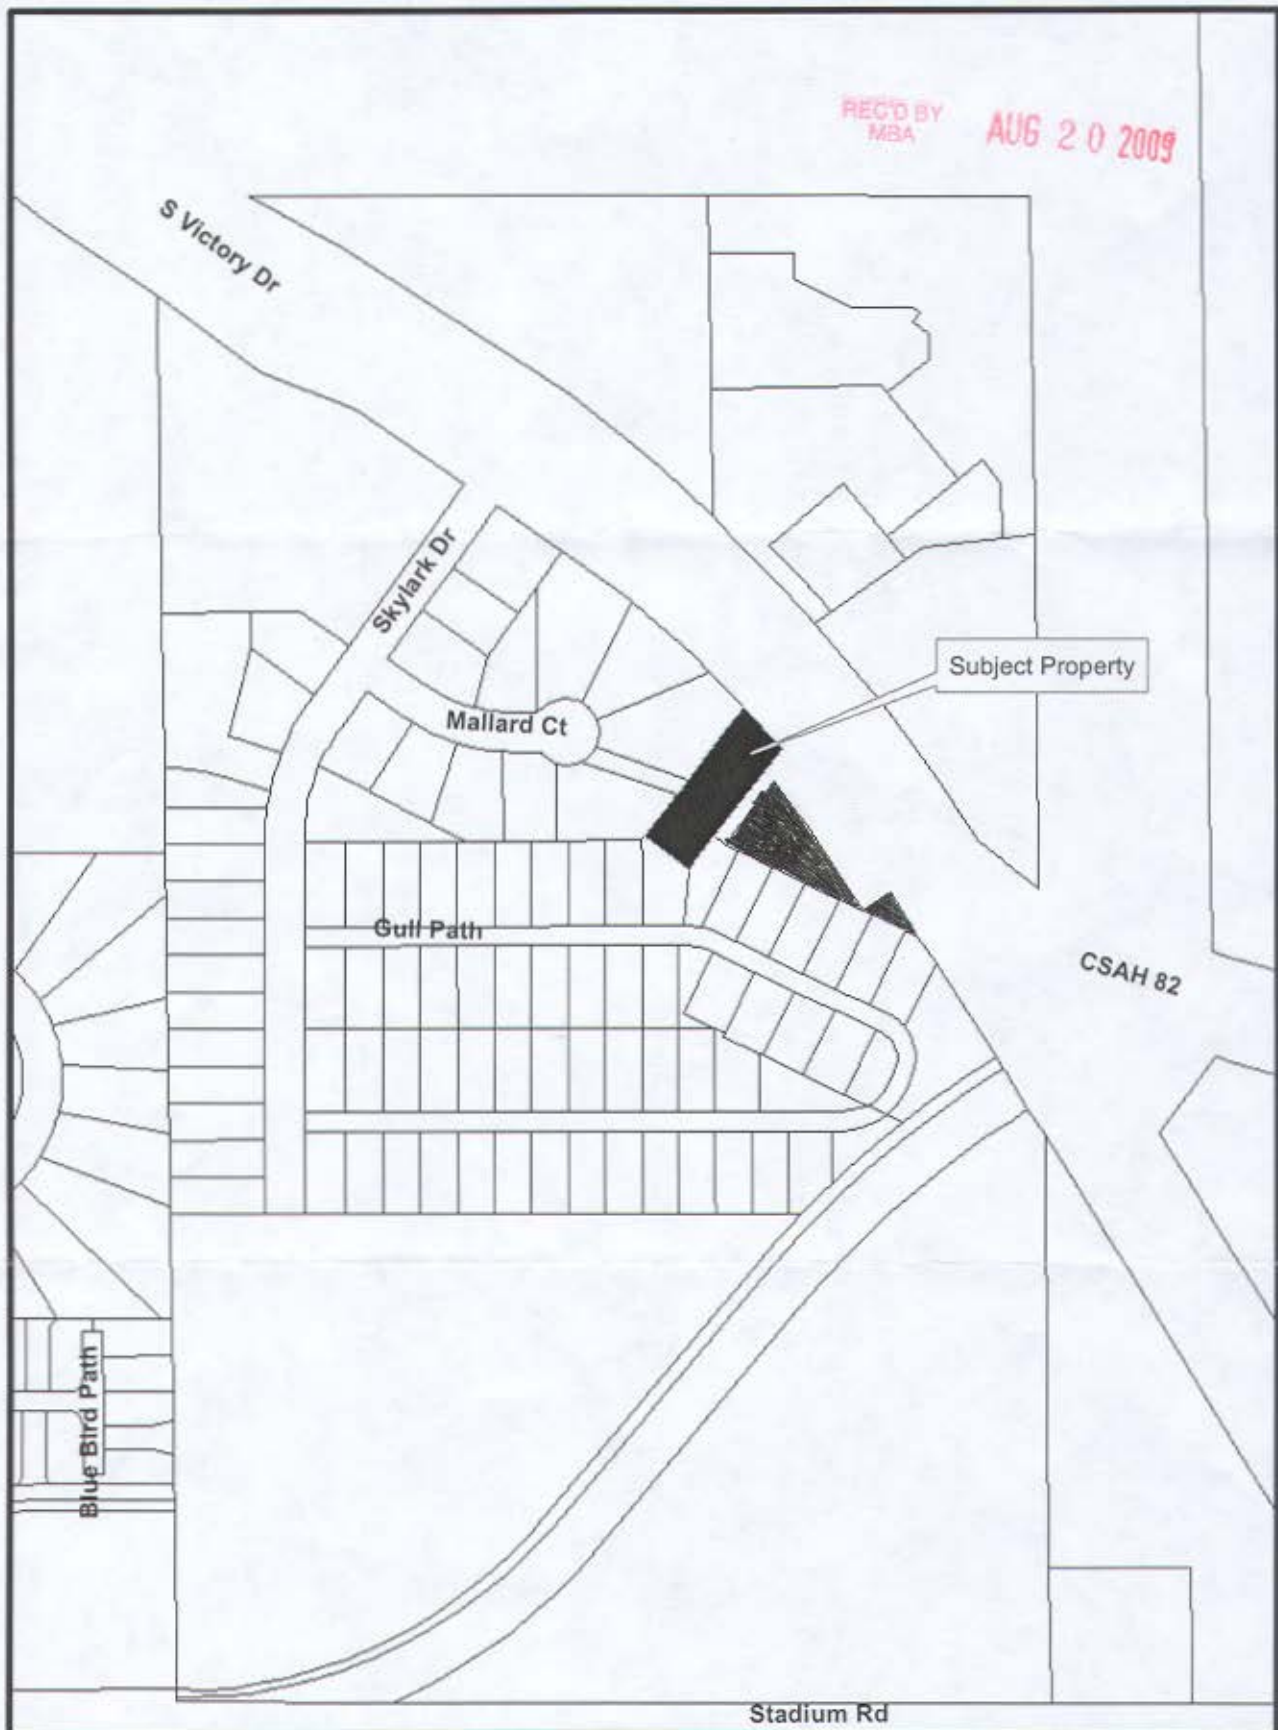 REC'D BY
MBA
AUG 20 2009
S Victory Dr
Skylark Dr
Subject Property
Mallard Ct
Gull Path
CSAH 82
Blue Bird Path
Stadium Rd